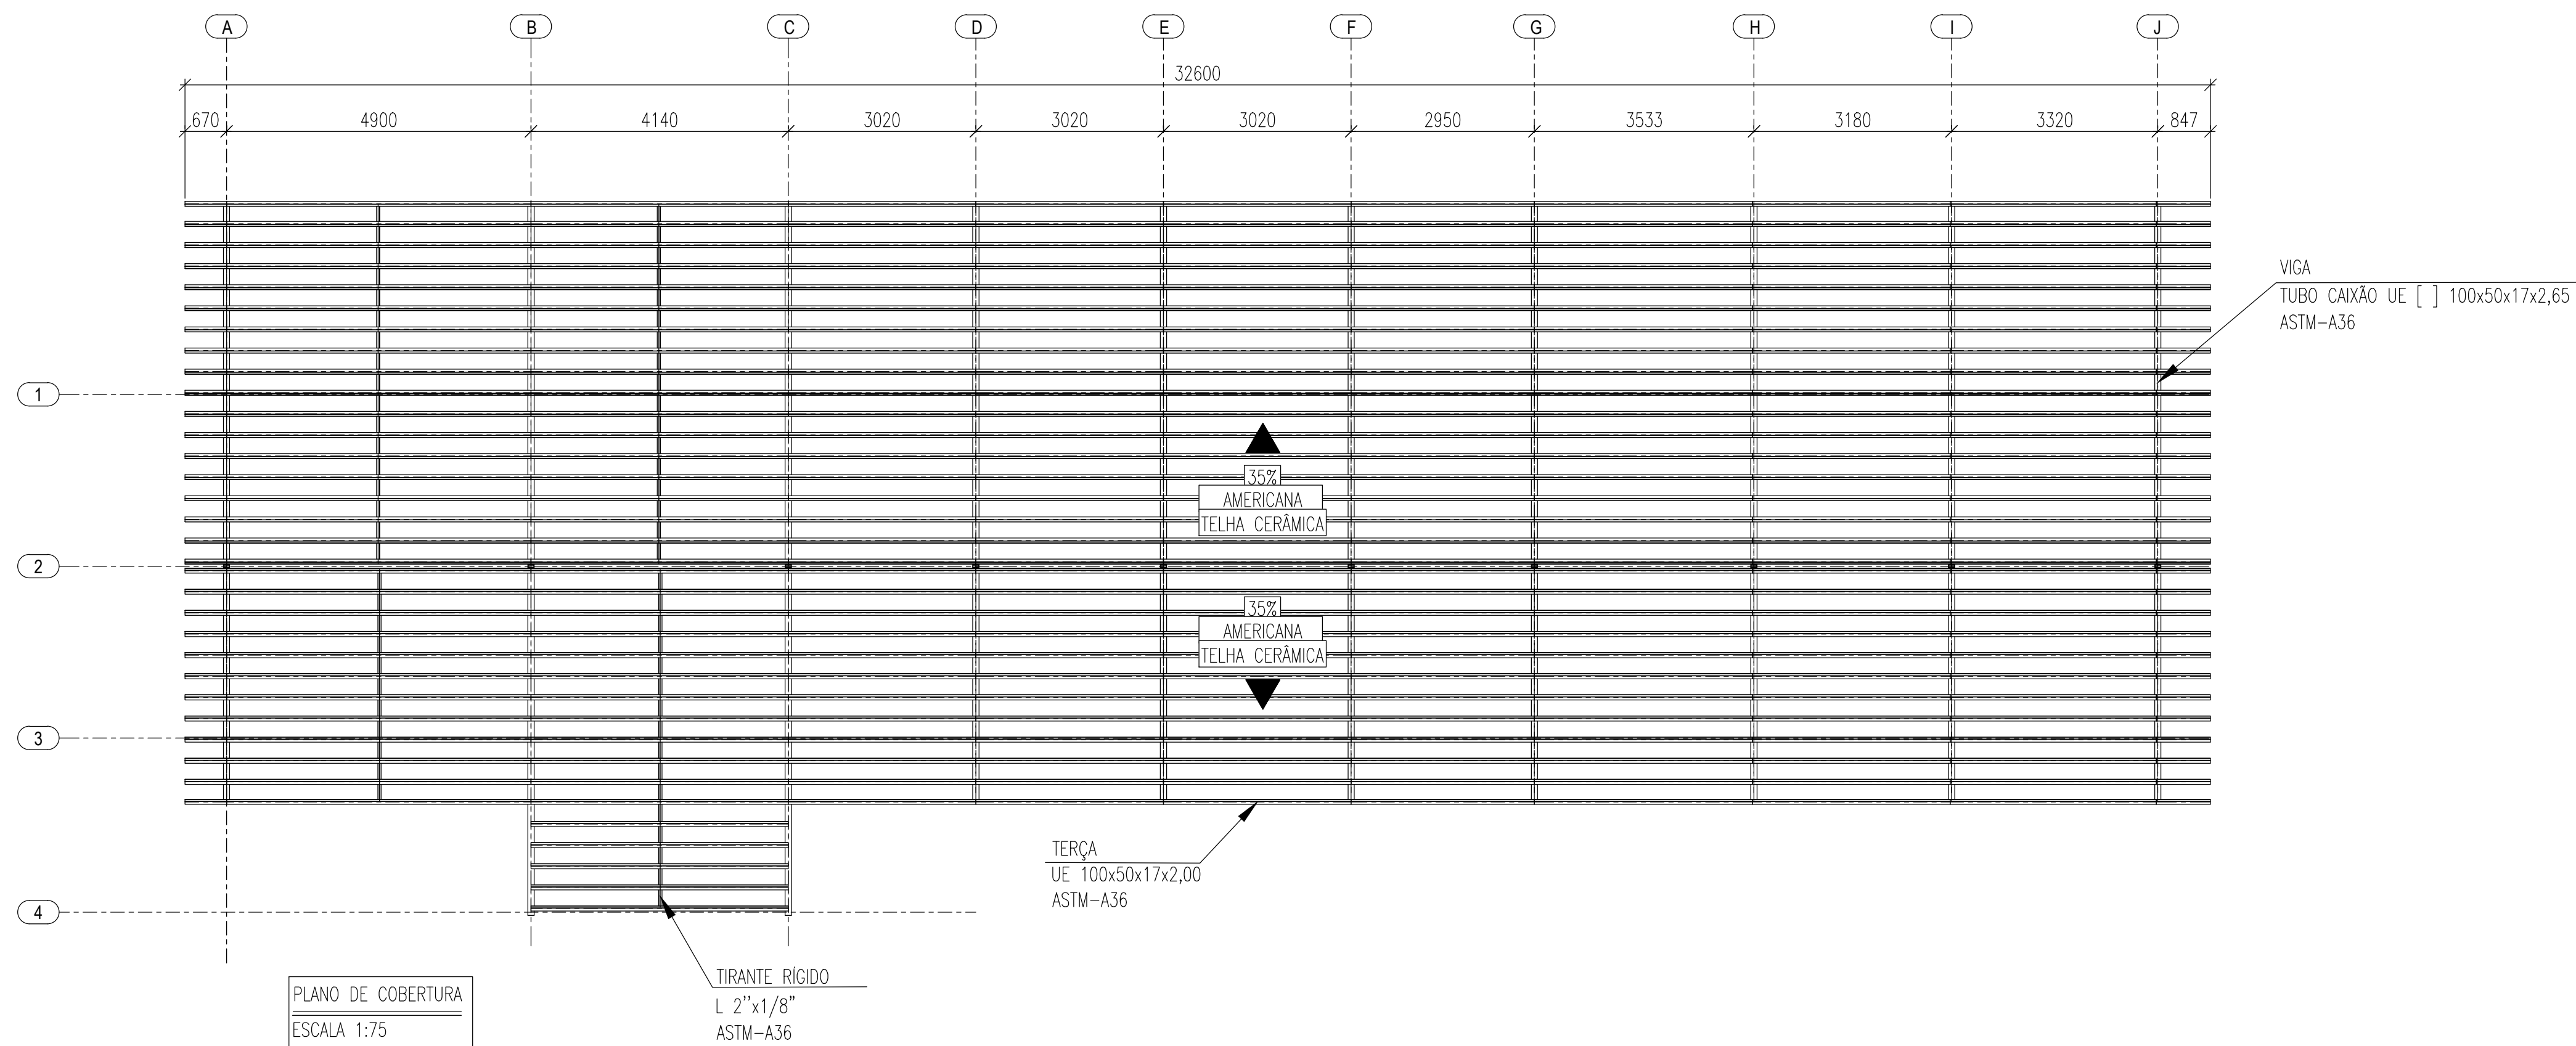 A B C D E F G H I J
32600
670 4900 4140 3020 3020 3020 2950 3533 3180 3320 847
VIGA
TUBO CAIXÃO UE [ ] 100x50x17x2,65
ASTM-A36
1
35%
AMERICANA
TELHA CERÂMICA
2
35%
AMERICANA
TELHA CERÂMICA
3
TERÇA
UE 100x50x17x2,00
ASTM-A36
4
TIRANTE RÍGIDO
L 2''x1/8"
ASTM-A36
PLANO DE COBERTURA
ESCALA 1:75